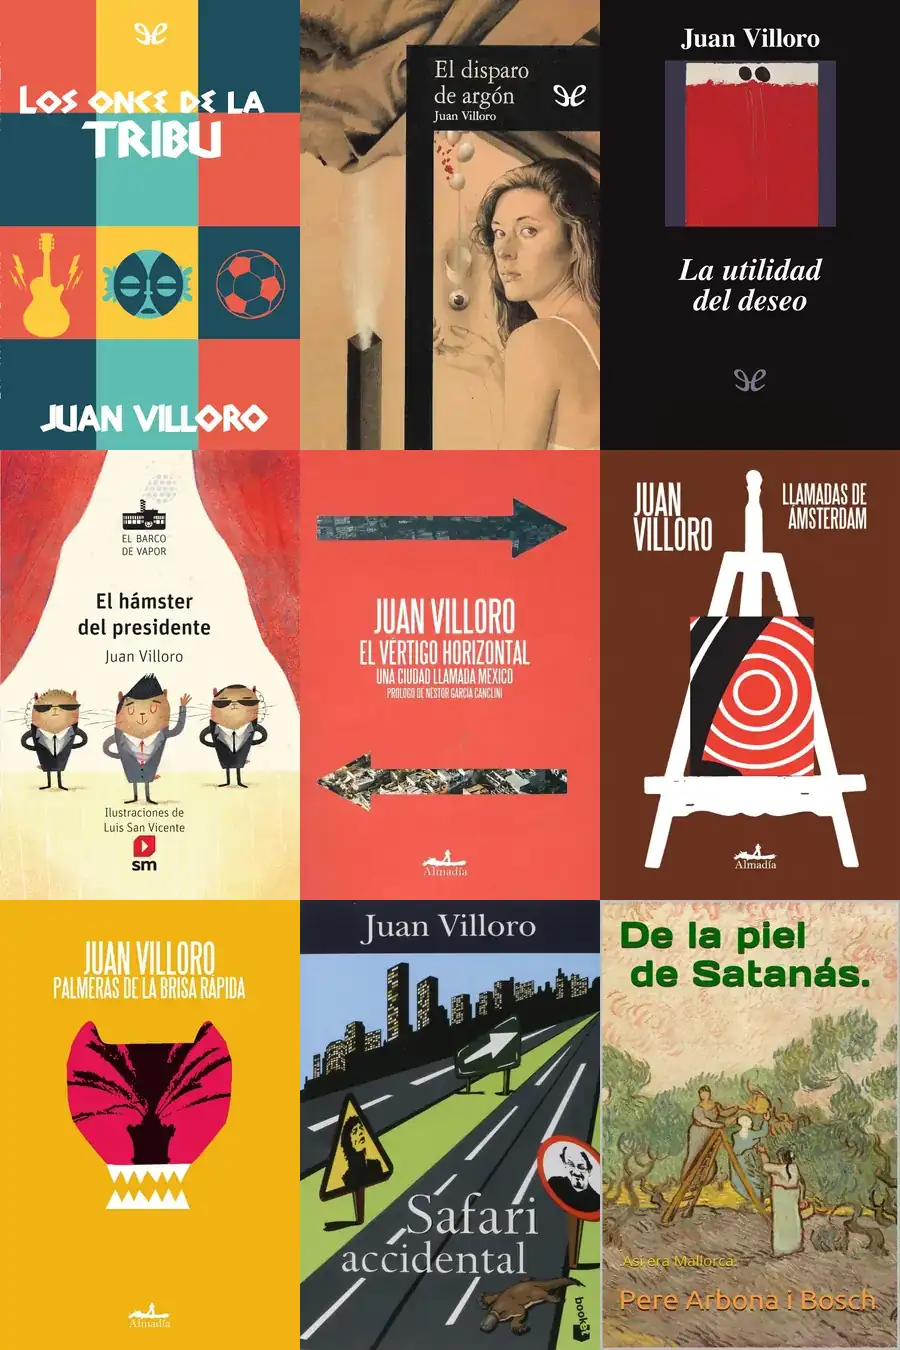 LOS ONCE DE LA
TRIBU
JUAN VILLORO
El disparo
de argón
Juan Villoro
Juan Villoro
La utilidad
del deseo
EL BARCO
DE VAPOR
El hámster
del presidente
Juan Villoro
Ilustraciones de
Luis San Vicente
sm
JUAN VILLORO
EL VÉRTIGO HORIZONTAL
UNA CIUDAD LLAMADA MÉXICO
PRÓLOGO DE NÉSTOR GARCÍA CANCLINI
Almadía
JUAN
VILLORO
LLAMADAS DE
ÁMSTERDAM
Almadía
JUAN VILLORO
PALMERAS DE LA BRISA RÁPIDA
Almadía
Juan Villoro
Safari
accidental
booket
De la piel
de Satanás.
Así era Mallorca.
Pere Arbona i Bosch